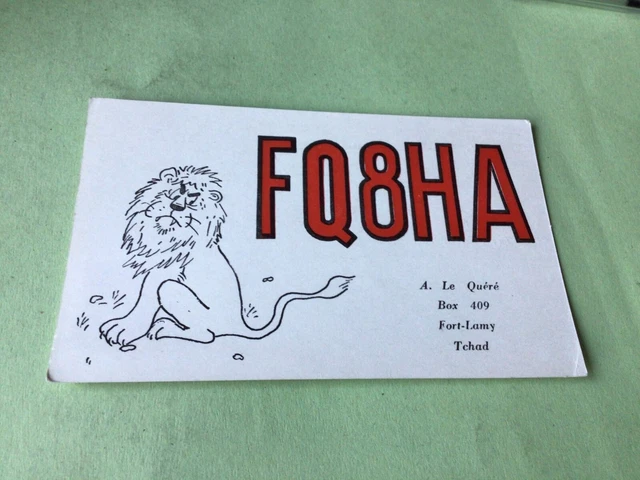 FQ8HA
A. Le Quéré
Box 409
Fort-Lamy
Tchad